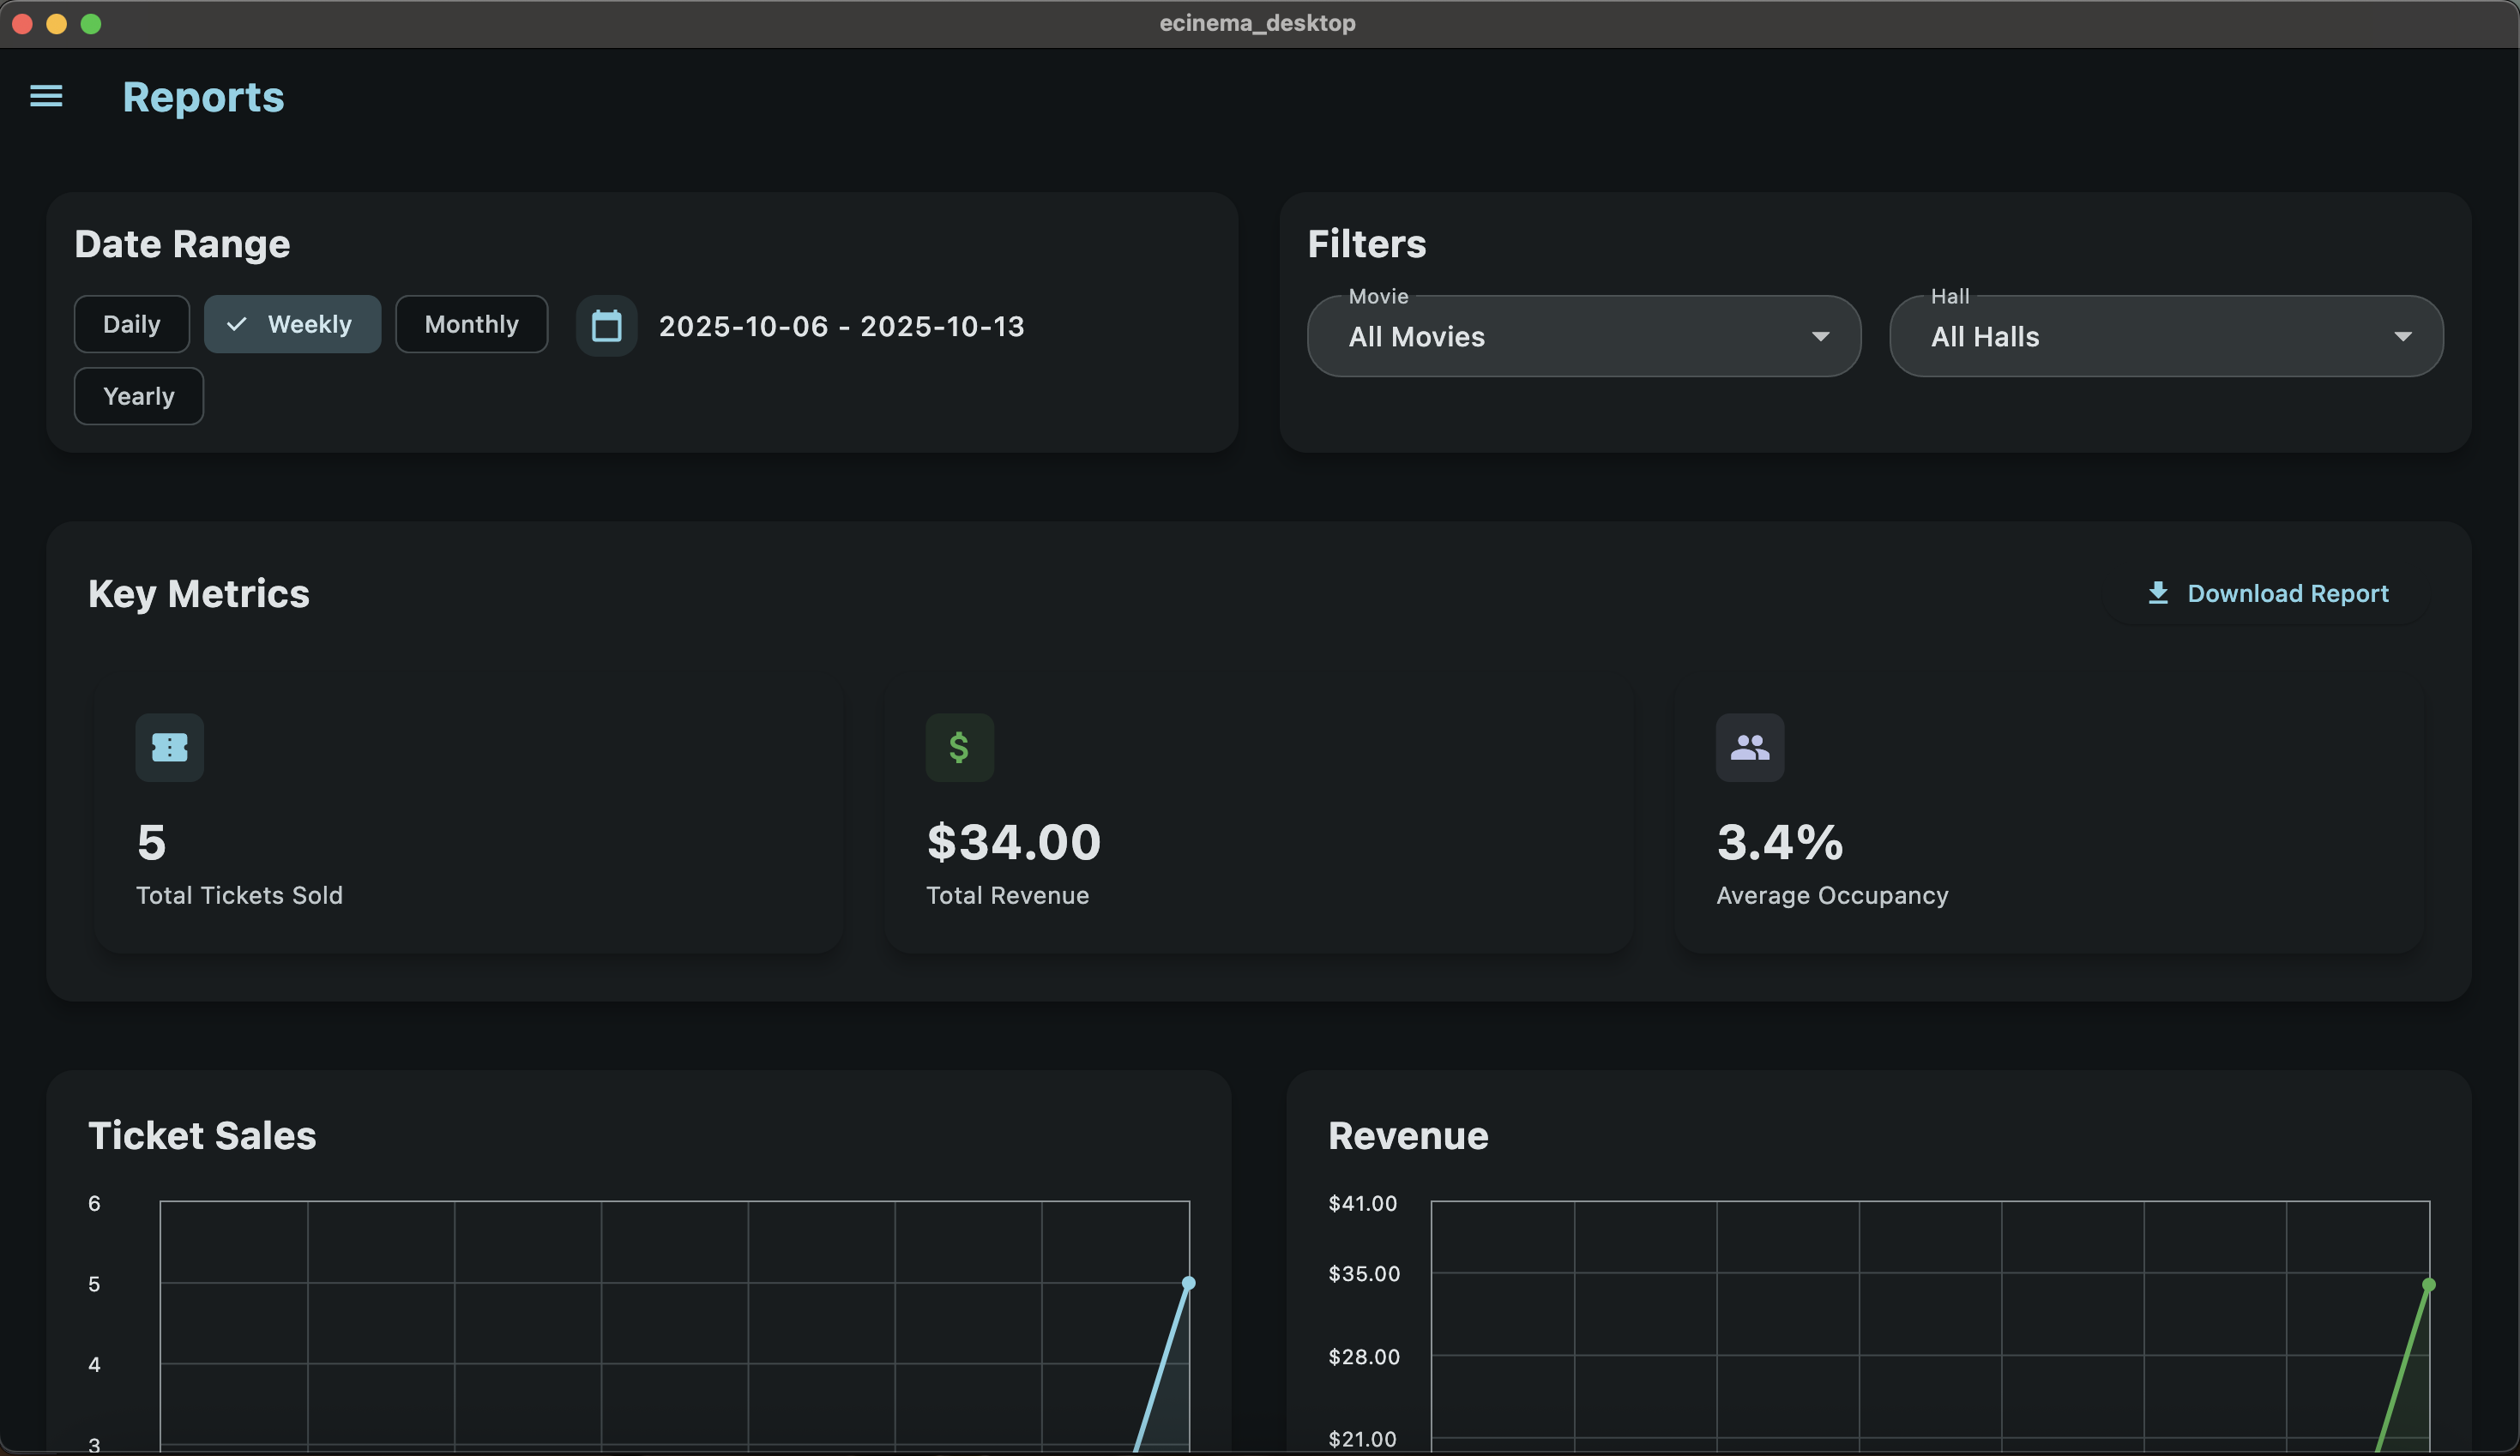 ecinema_desktop
Reports
Date Range
Daily
Weekly
Monthly
2025-10-06 - 2025-10-13
Yearly
Filters
Movie
All Movies
Hall
All Halls
Key Metrics
Download Report
5
Total Tickets Sold
$34.00
Total Revenue
3.4%
Average Occupancy
Ticket Sales
6
5
4
3
Revenue
$41.00
$35.00
$28.00
$21.00